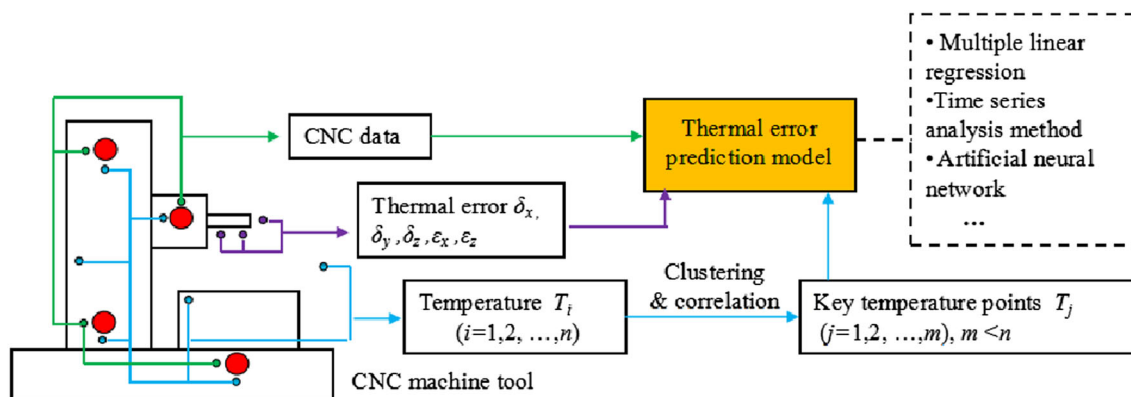 • Multiple linear
regression
•Time series
analysis method
•Artificial neural
network
...
CNC data
Thermal error
prediction model
Thermal error δx,
δy ,δz ,εx ,εz
Clustering
& correlation
Temperature Ti
(i=1,2, …,n)
Key temperature points Tj
(j=1,2, …,m), m <n
CNC machine tool